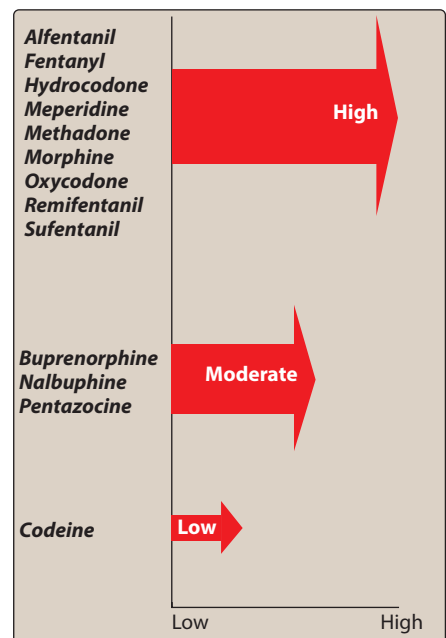 Alfentanil
Fentanyl
Hydrocodone
Meperidine
Methadone
Morphine
Oxycodone
Remifentanil
Sufentanil
High
Buprenorphine
Nalbuphine
Pentazocine
Moderate
Codeine
Low
Low High